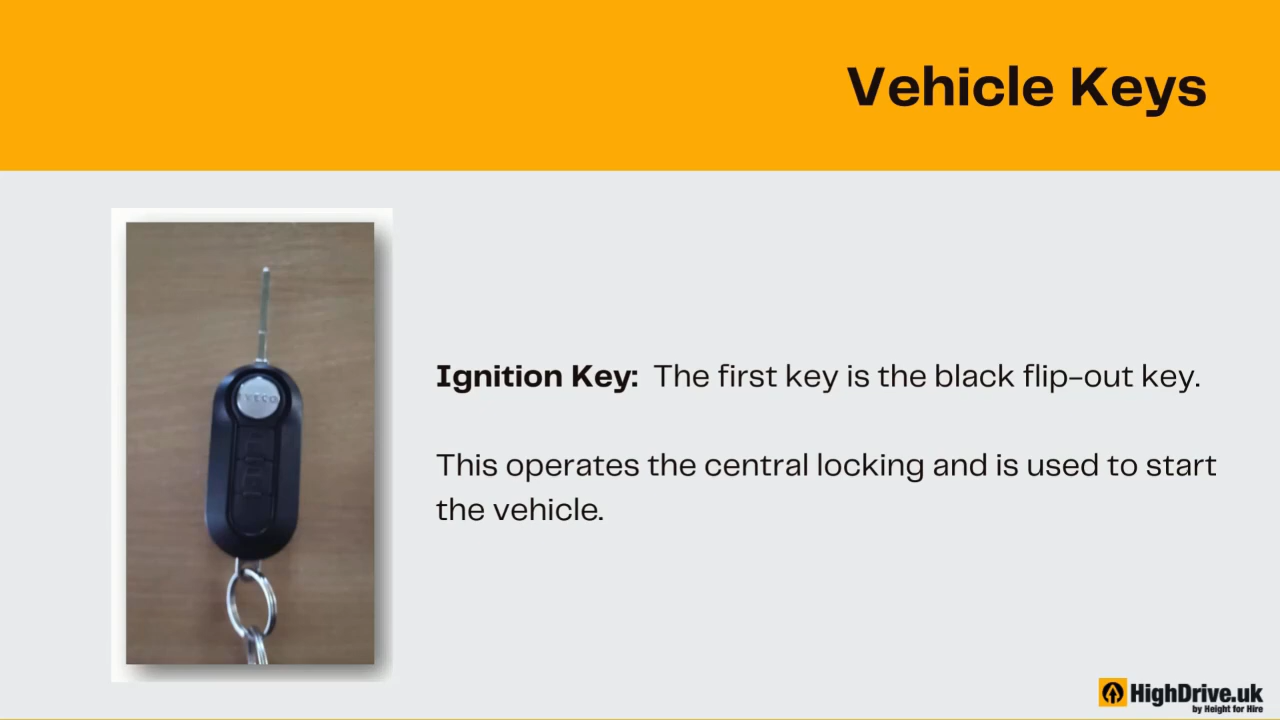 Vehicle Keys
IVECO
Ignition Key: The first key is the black flip-out key.
This operates the central locking and is used to start
the vehicle.
HighDrive.uk
by Height for Hire